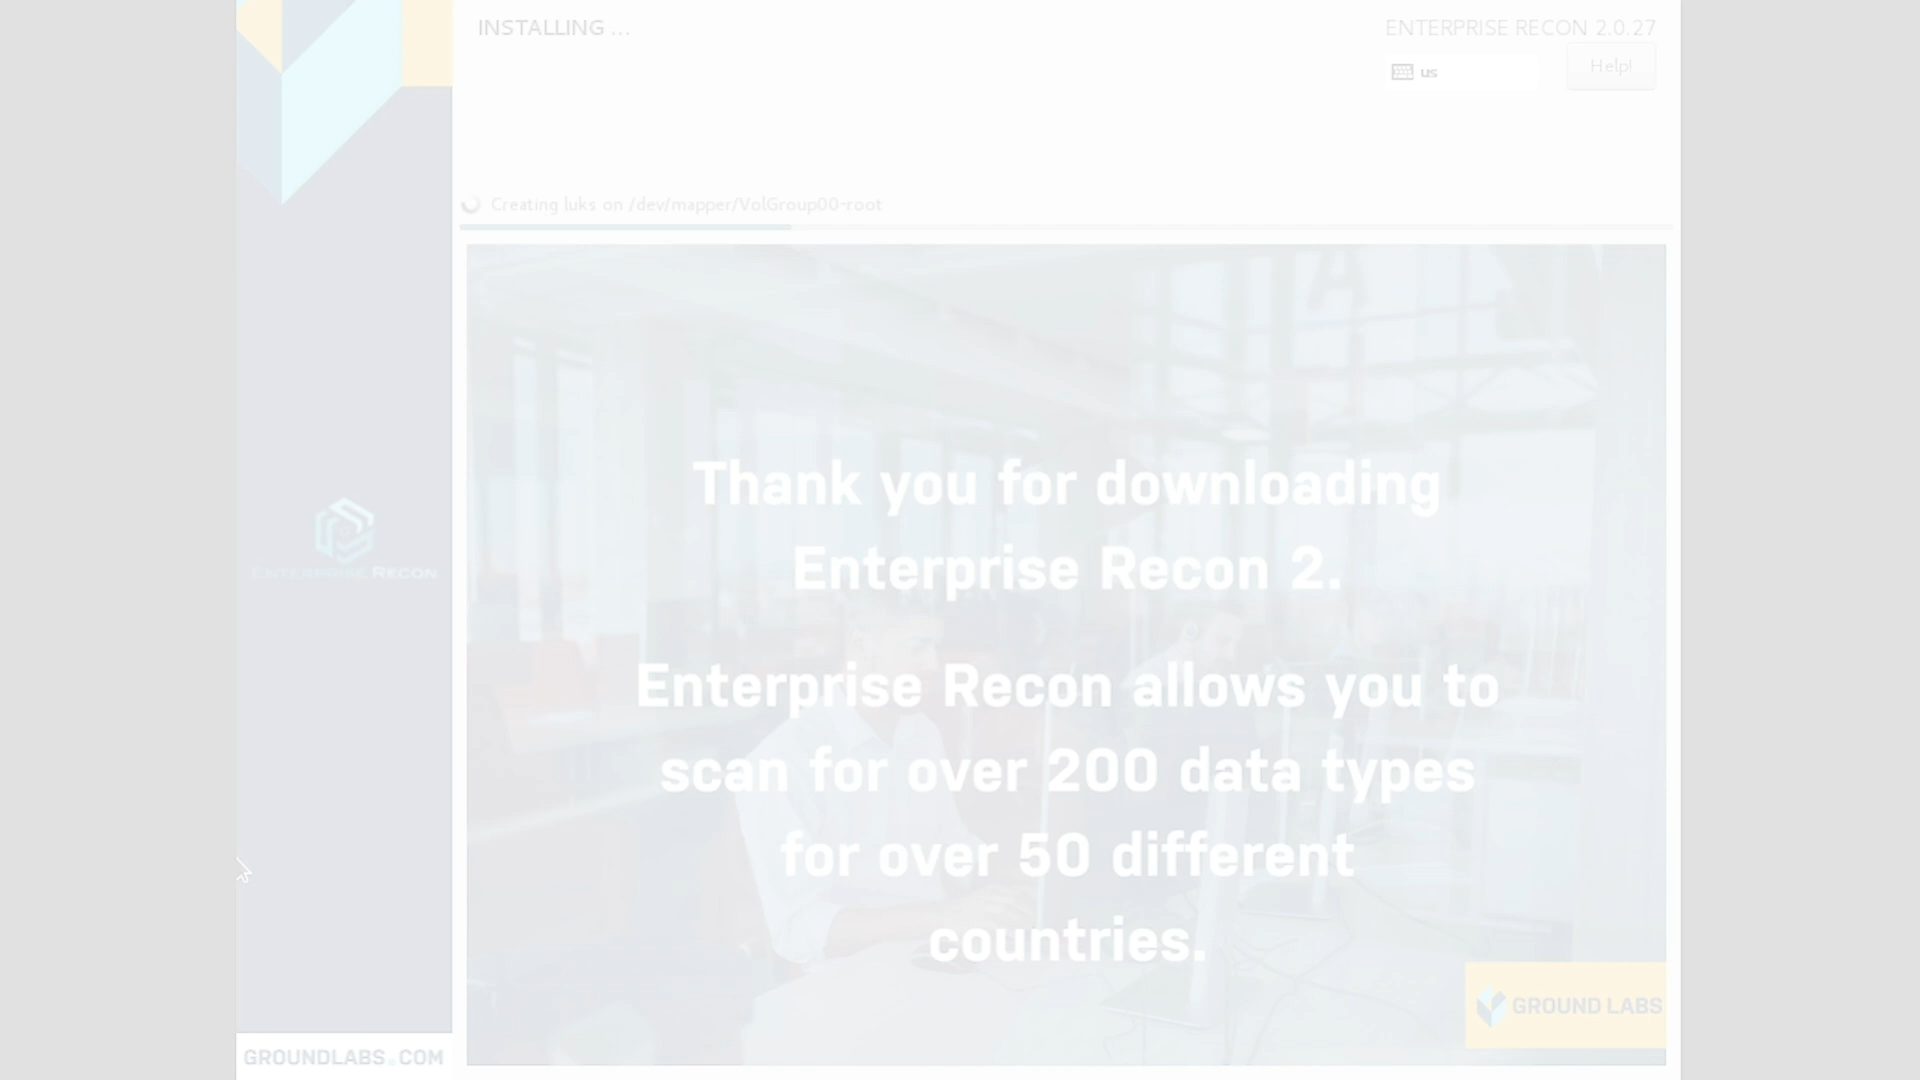 INSTALLING ...
ENTERPRISE RECON 2.0.27
us
Help!
Creating luks on /dev/mapper/VolGroup00-root
Thank you for downloading
Enterprise Recon 2.
Enterprise Recon allows you to
scan for over 200 data types
for over 50 different
countries.
ENTERPRISE RECON
GROUND LABS
GROUNDLABS.COM